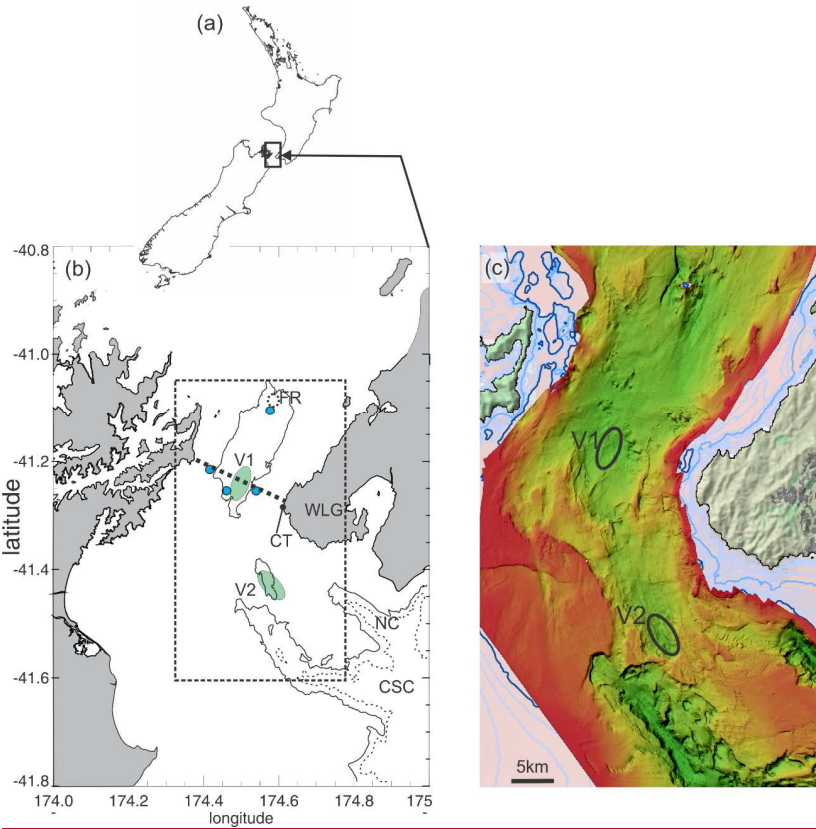 (a)
-40.8
(b)
(c)
-41.0
FR
V1
V1
-41.2
latitude
WLG
CT
-41.4
V2
V2
NC
-41.6
CSC
5km
-41.8
174.0 174.2 174.4 174.6 174.8 175
- -
longitude